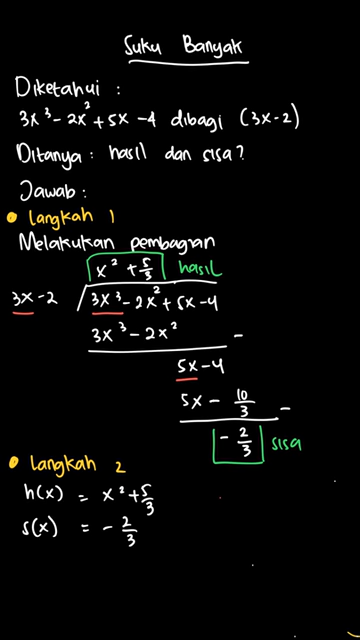 Suku Banyak
Diketahui :
3x³ - 2x² + 5x - 4 dibagi (3x - 2)
Ditanya : hasil dan sisa?
Jawab :
• Langkah 1
Melakukan pembagian
x² + 5/3 hasil
3x - 2 √ 3x³ - 2x² + 5x - 4
3x³ - 2x² -
5x - 4
5x - 10/3 -
- 2/3 sisa
• Langkah 2
h(x) = x² + 5/3
s(x) = - 2/3